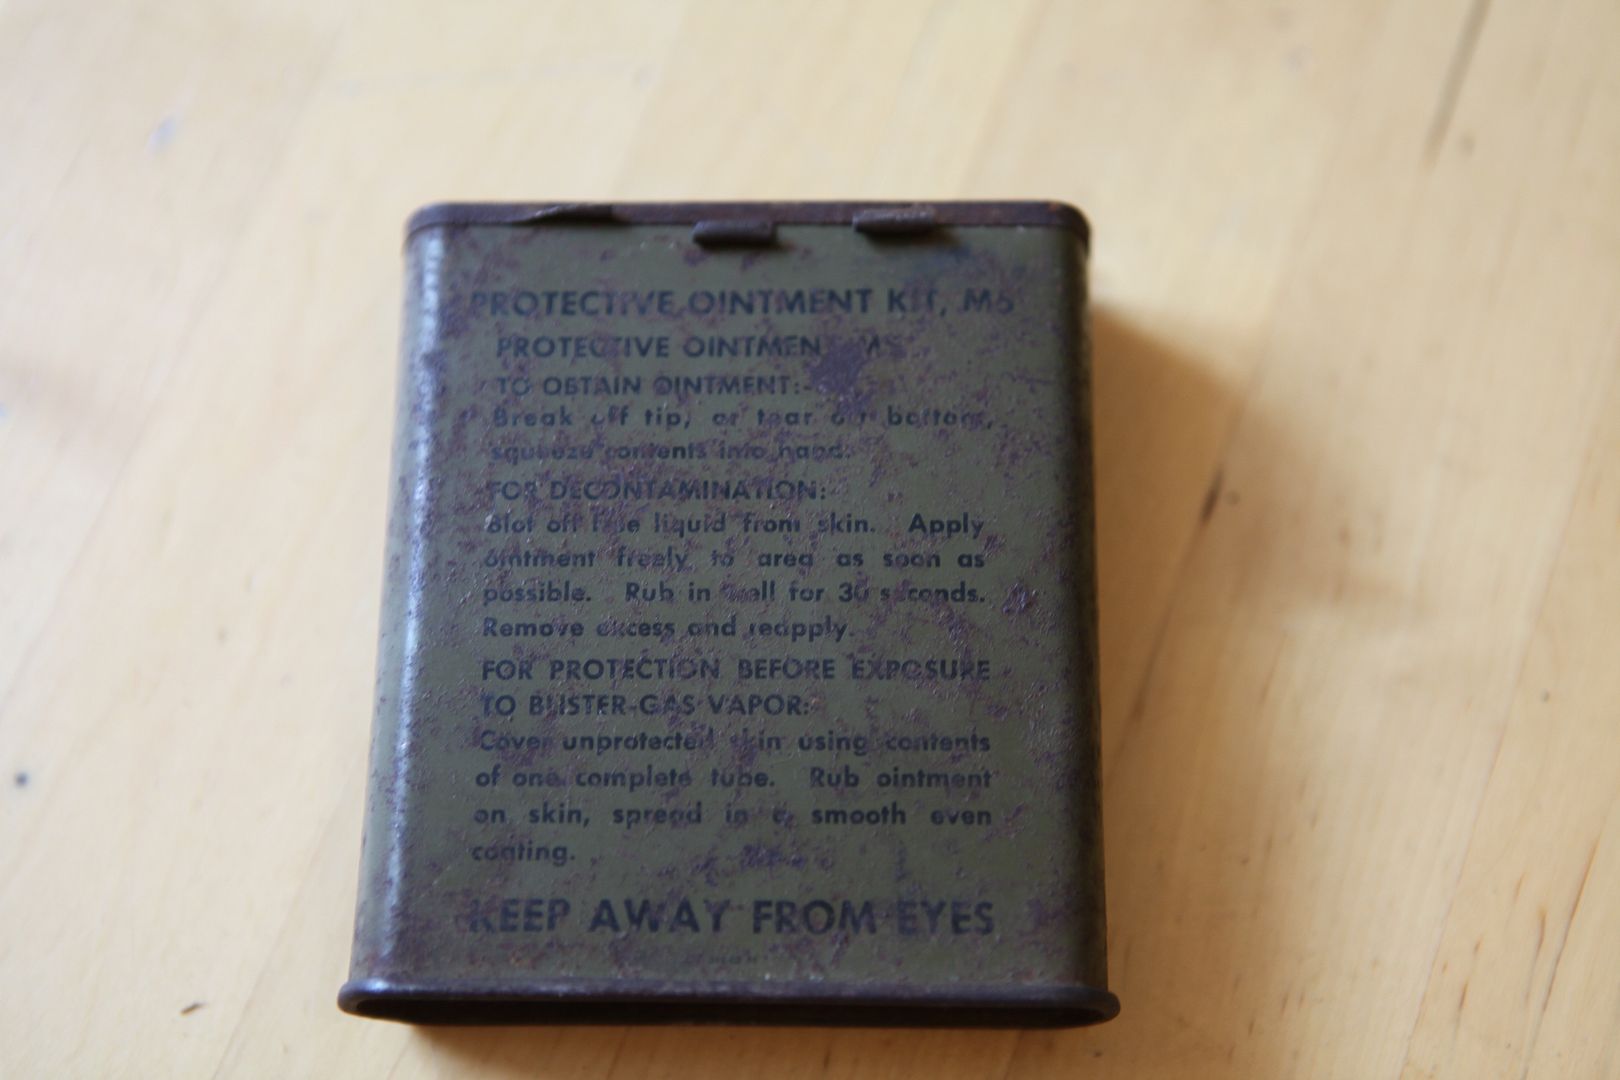 PROTECTIVE OINTMENT KIT, M5
PROTECTIVE OINTMENT M5
TO OBTAIN OINTMENT:-
Break off tip, or tear off bottom,
squeeze contents into hand.
FOR DECONTAMINATION:-
Blot off free liquid from skin. Apply
ointment freely to area as soon as
possible. Rub in well for 30 seconds.
Remove excess and reapply.
FOR PROTECTION BEFORE EXPOSURE
TO BLISTER-GAS VAPOR:-
Cover unprotected skin using contents
of one complete tube. Rub ointment
on skin, spread in a smooth even
coating.
KEEP AWAY FROM EYES